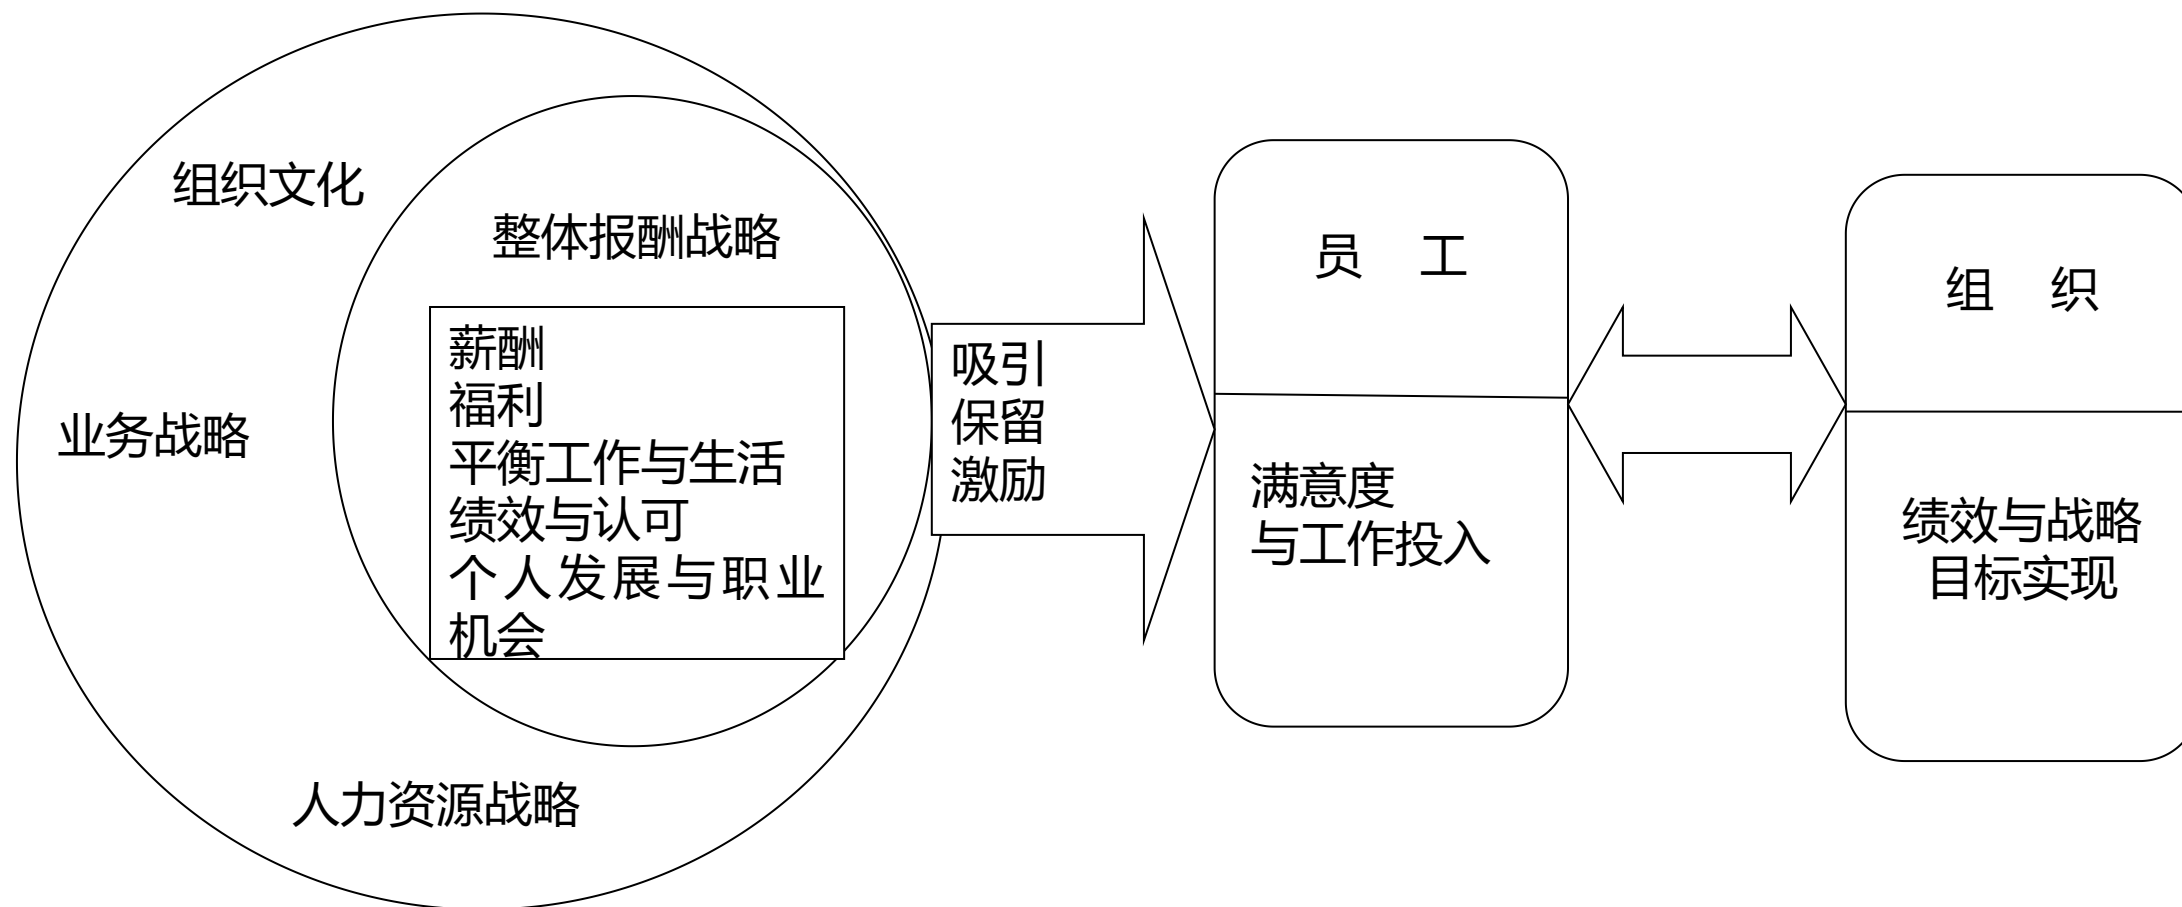 组织文化
业务战略
人力资源战略
整体报酬战略
薪酬
福利
平衡工作与生活
绩效与认可
个人发展与职业
机会
吸引
保留
激励
员 工
满意度
与工作投入
组 织
绩效与战略
目标实现